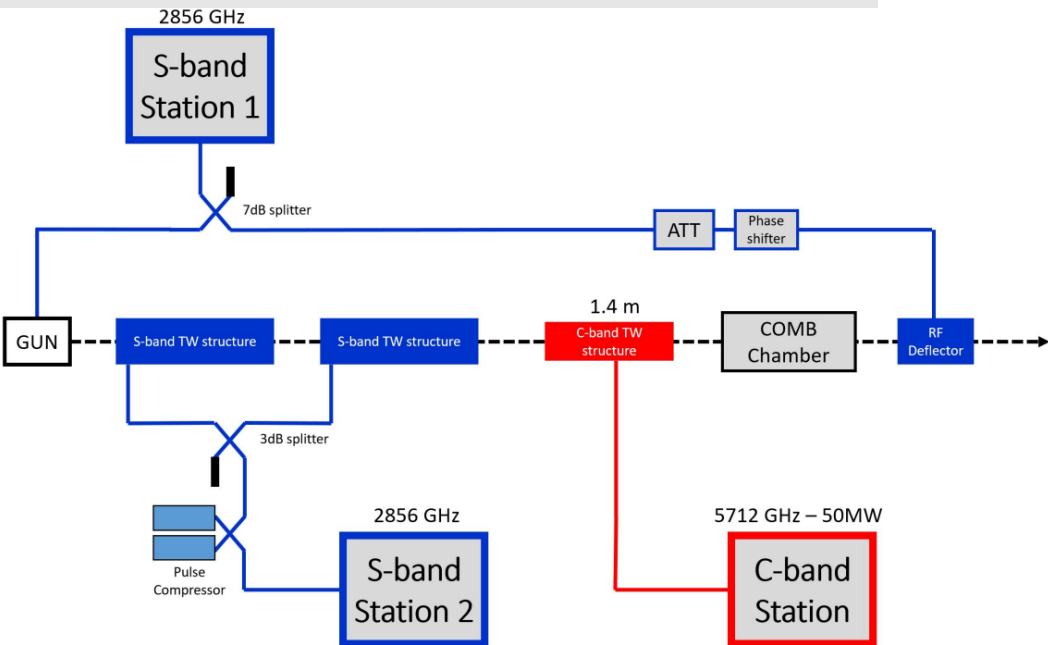 2856 GHz
S-band
Station 1
7dB splitter
ATT
Phase
shifter
GUN
S-band TW structure
S-band TW structure
1.4 m
C-band TW
structure
COMB
Chamber
RF
Deflector
3dB splitter
Pulse
Compressor
2856 GHz
S-band
Station 2
5712 GHz – 50MW
C-band
Station